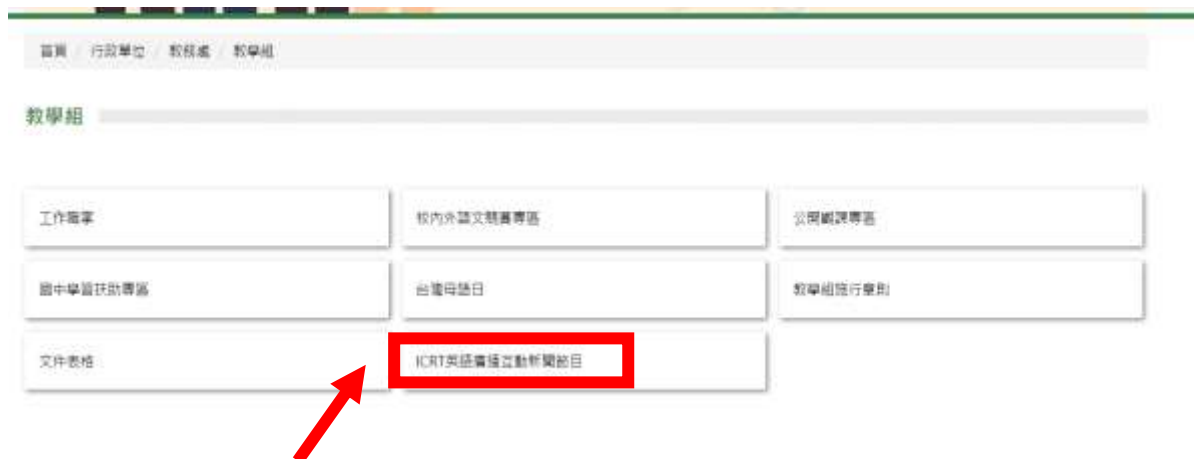 首頁 / 行政單位 / 教務處 / 教學組
教學組
工作職掌
校內外語文競賽專區
公開觀課專區
國中學習扶助專區
台灣母語日
教學組施行章則
文件表格
ICRT英語廣播互動新聞節目